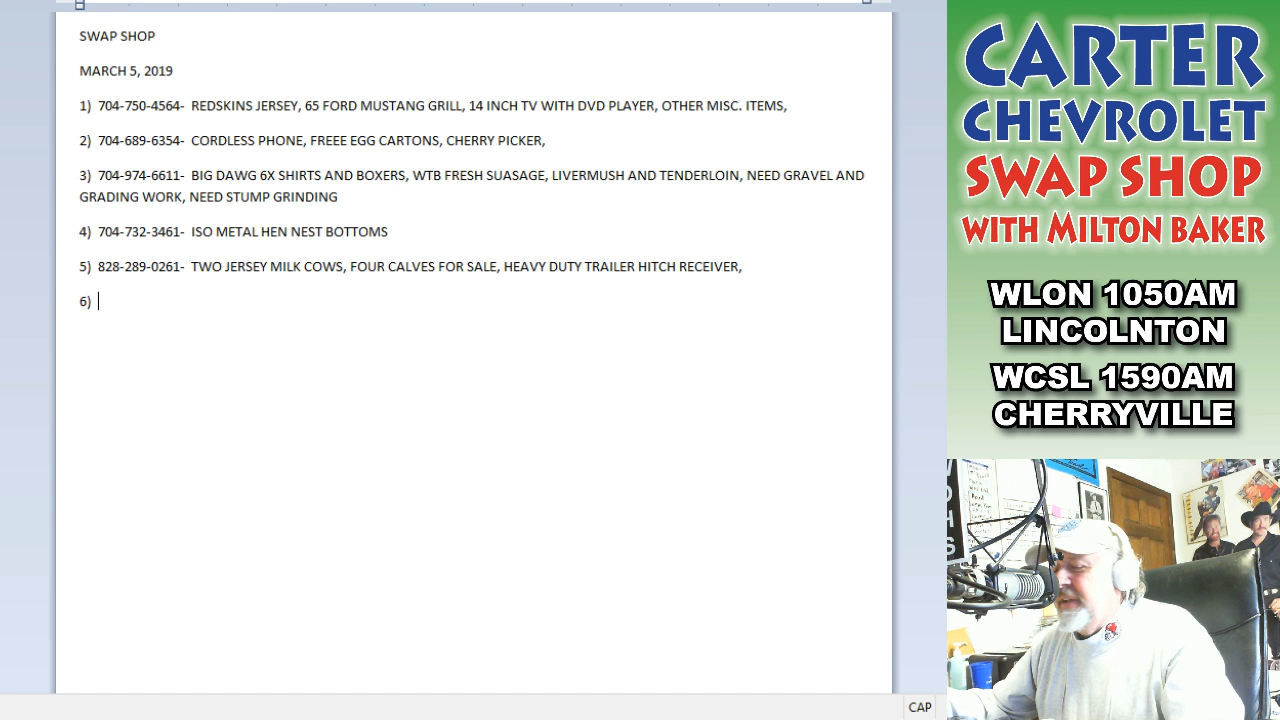 SWAP SHOP
MARCH 5, 2019
1) 704-750-4564- REDSKINS JERSEY, 65 FORD MUSTANG GRILL, 14 INCH TV WITH DVD PLAYER, OTHER MISC. ITEMS,
2) 704-689-6354- CORDLESS PHONE, FREEE EGG CARTONS, CHERRY PICKER,
3) 704-974-6611- BIG DAWG 6X SHIRTS AND BOXERS, WTB FRESH SUASAGE, LIVERMUSH AND TENDERLOIN, NEED GRAVEL AND
GRADING WORK, NEED STUMP GRINDING
4) 704-732-3461- ISO METAL HEN NEST BOTTOMS
5) 828-289-0261- TWO JERSEY MILK COWS, FOUR CALVES FOR SALE, HEAVY DUTY TRAILER HITCH RECEIVER,
6)
CAP
CARTER
CHEVROLET
SWAP SHOP
WITH MILTON BAKER
WLON 1050AM
LINCOLNTON
WCSL 1590AM
CHERRYVILLE